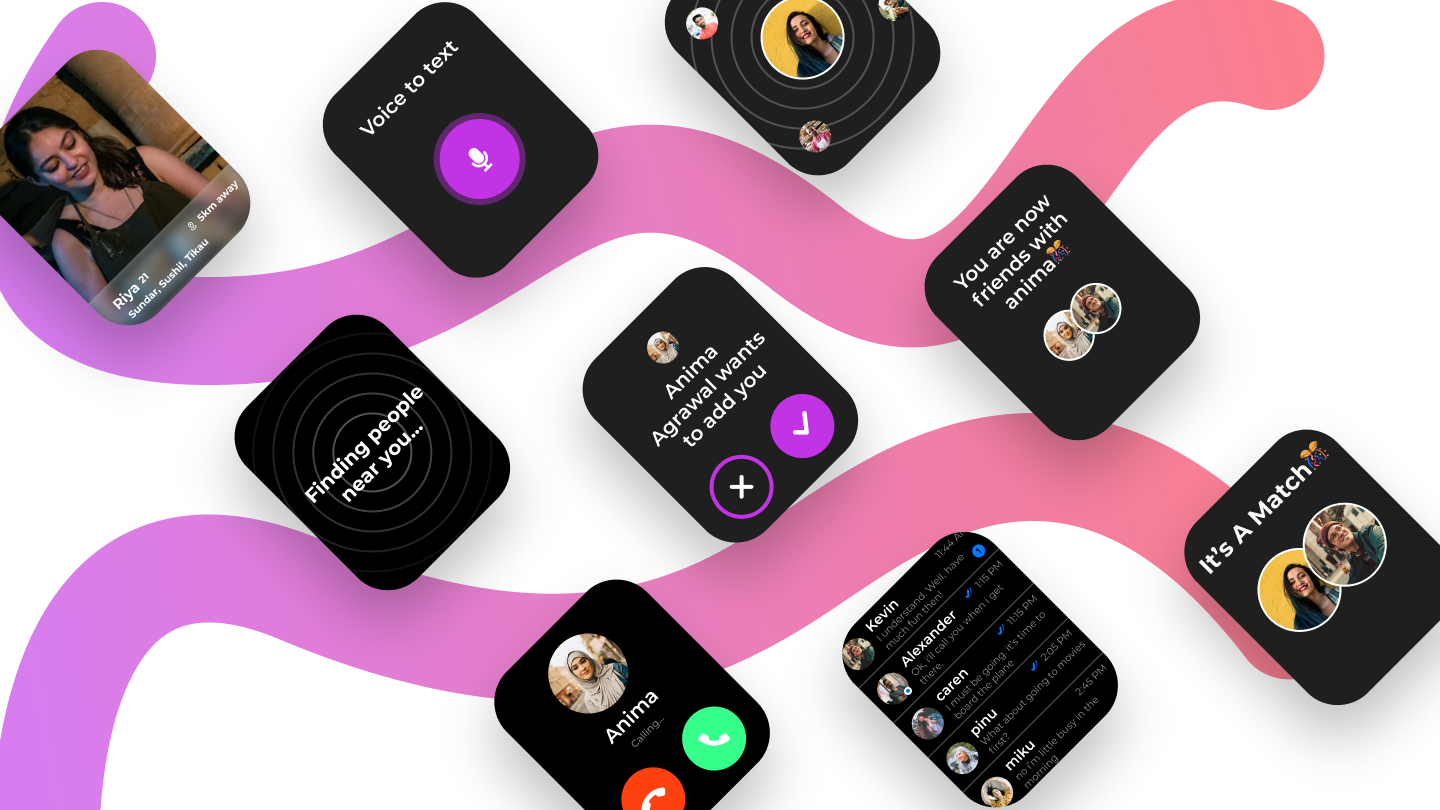 Voice to text
5km away
Riya 21
Sundar, Sushil, Tikau
You are now
friends with
anima🎊
Anima
Agrawal wants
to add you
Finding people
near you...
It's A Match🎊
Anima
Calling...
Kevin
11:44 A
understand. Well, have
much fun then!
1
Alexander
1:15 PM
Ok, i'll call you when i get
there.
caren
11:15 PM
I must be going. it's time to
board the plane
pinu
2:05 PM
What about going to movies
first?
miku
2:45 PM
no i'm little busy in the
morning